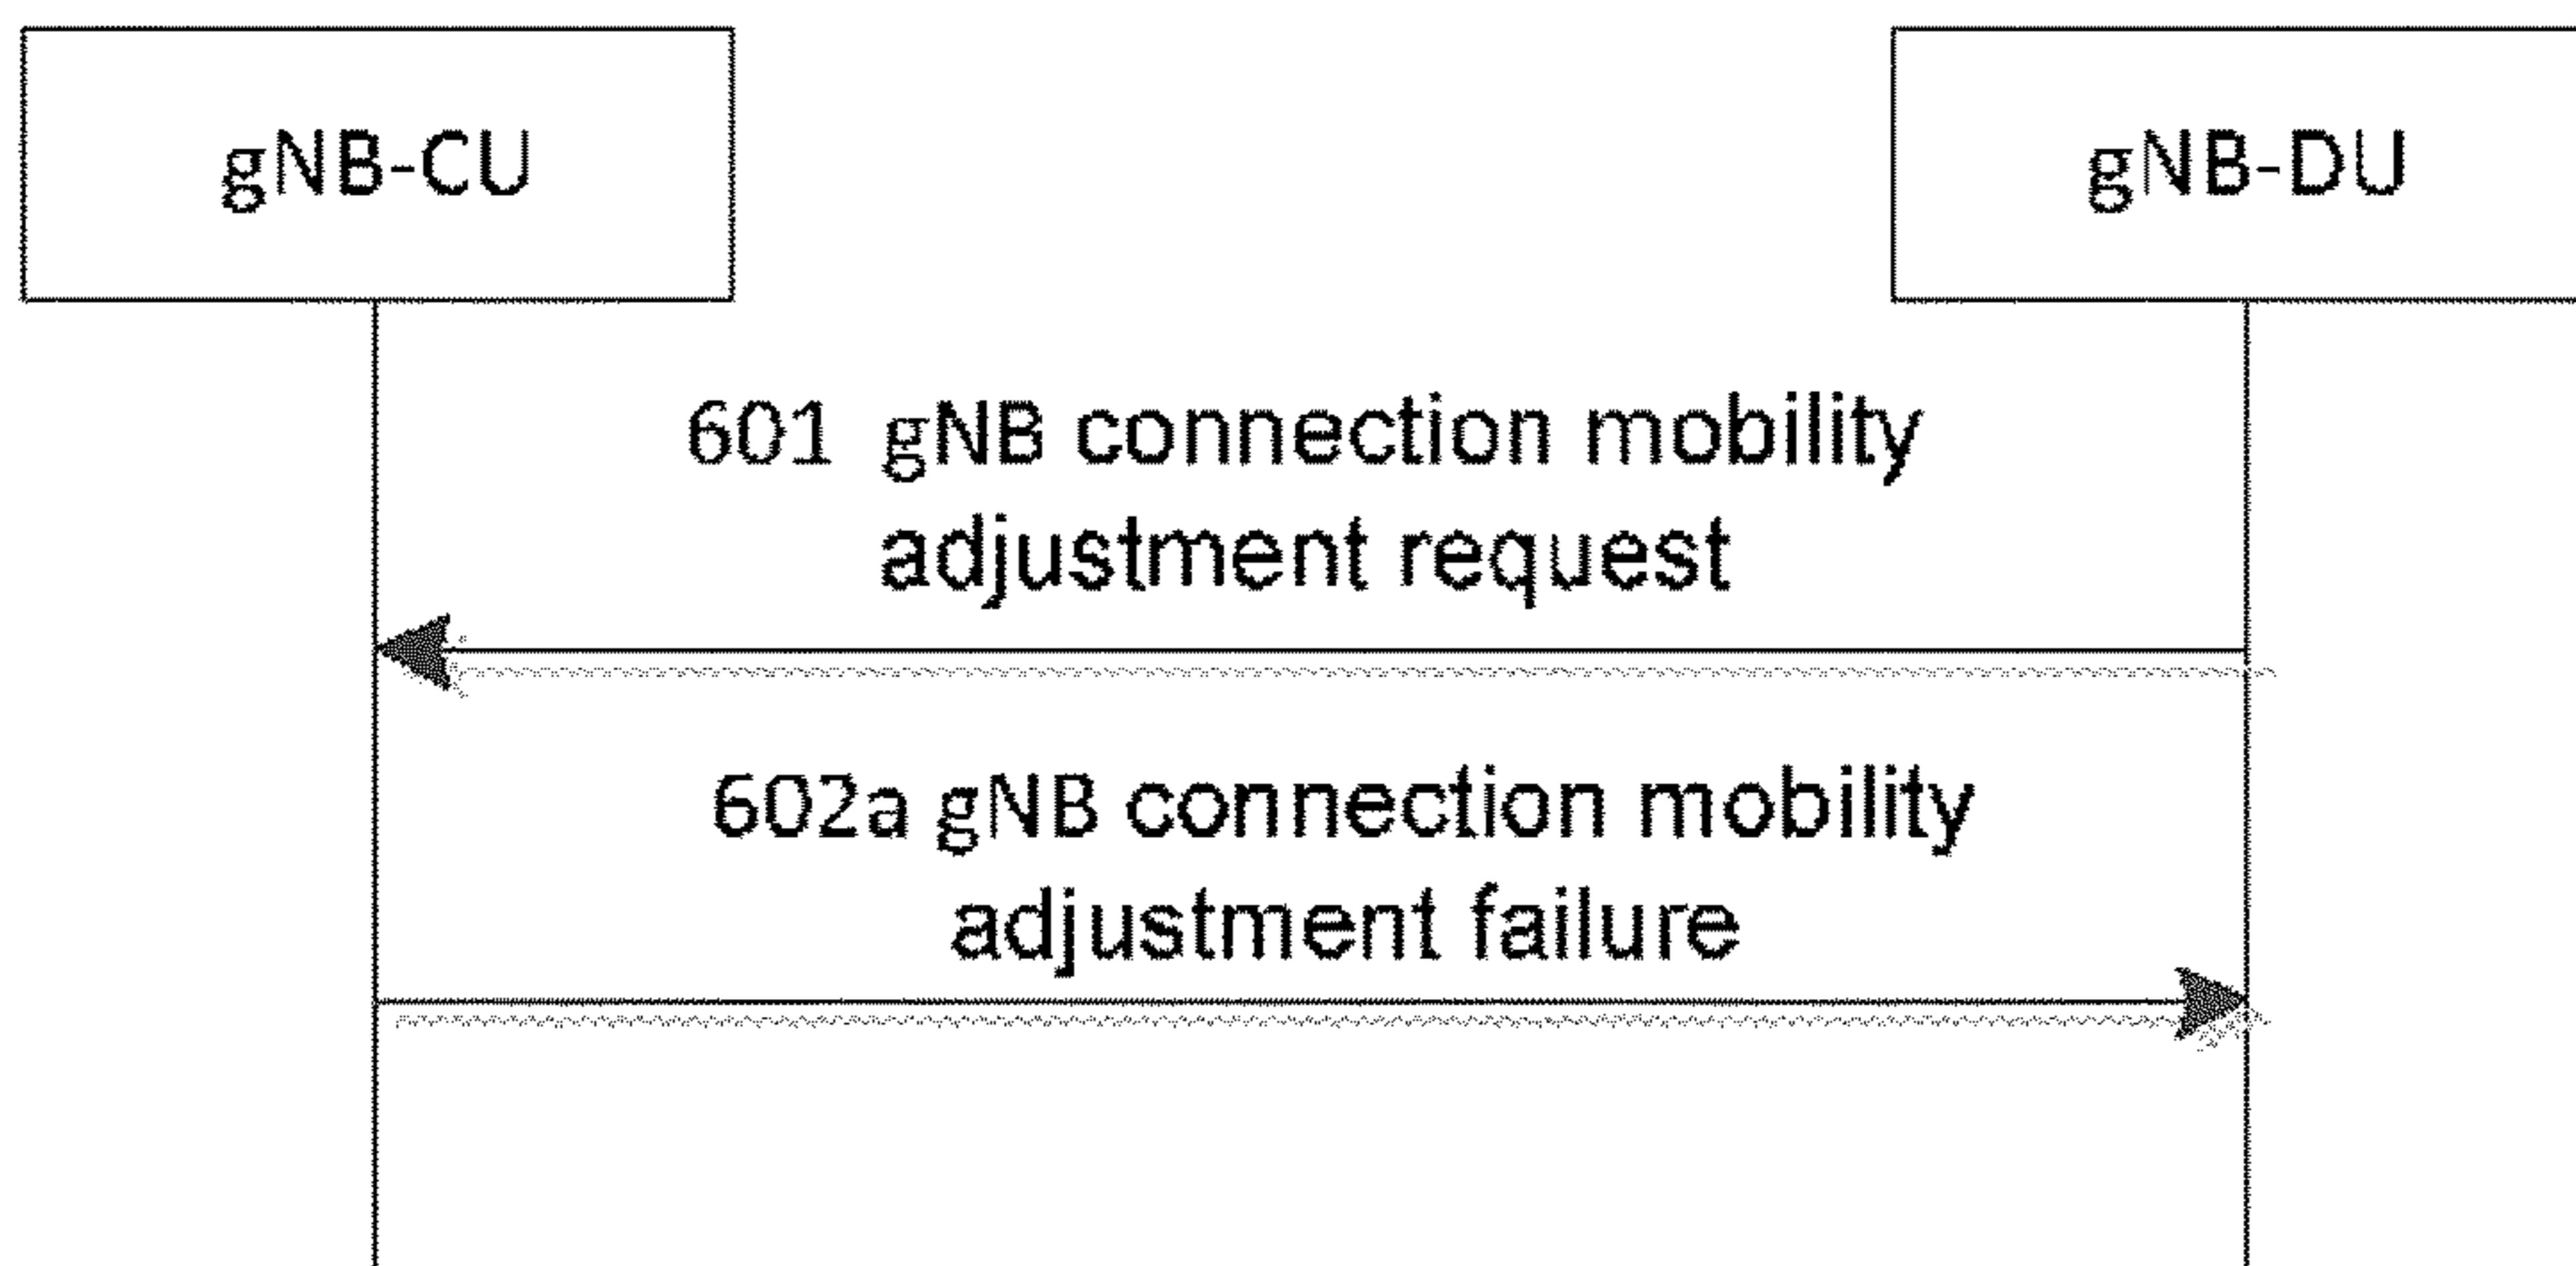 gNB-CU
gNB-DU
601 gNB connection mobility
adjustment request
602a gNB connection mobility
adjustment failure